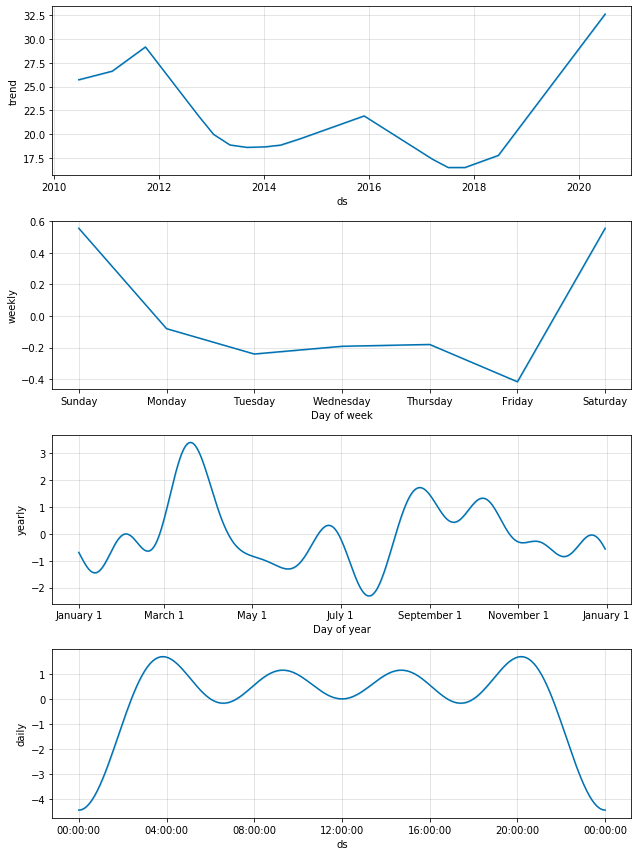 32.5
30.0
27.5
25.0
22.5
20.0
17.5
trend
2010 2012 2014 2016 2018 2020
ds
0.6
0.4
0.2
0.0
−0.2
−0.4
weekly
Sunday Monday Tuesday Wednesday Thursday Friday Saturday
Day of week
3
2
1
0
−1
−2
yearly
January 1 March 1 May 1 July 1 September 1 November 1 January 1
Day of year
1
0
−1
−2
−3
−4
daily
00:00:00 04:00:00 08:00:00 12:00:00 16:00:00 20:00:00 00:00:00
ds